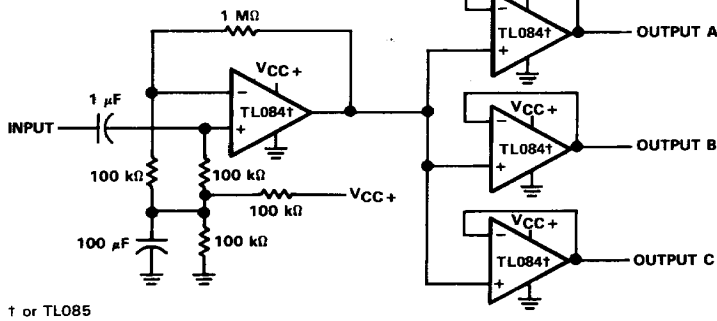 1 MΩ
VCC+
−
TL084†
+
1 μF
INPUT
100 kΩ
100 kΩ
100 kΩ
VCC+
100 μF
100 kΩ
TL084†
+
OUTPUT A
VCC+
−
TL084†
+
OUTPUT B
VCC+
−
TL084†
+
OUTPUT C
† or TL085